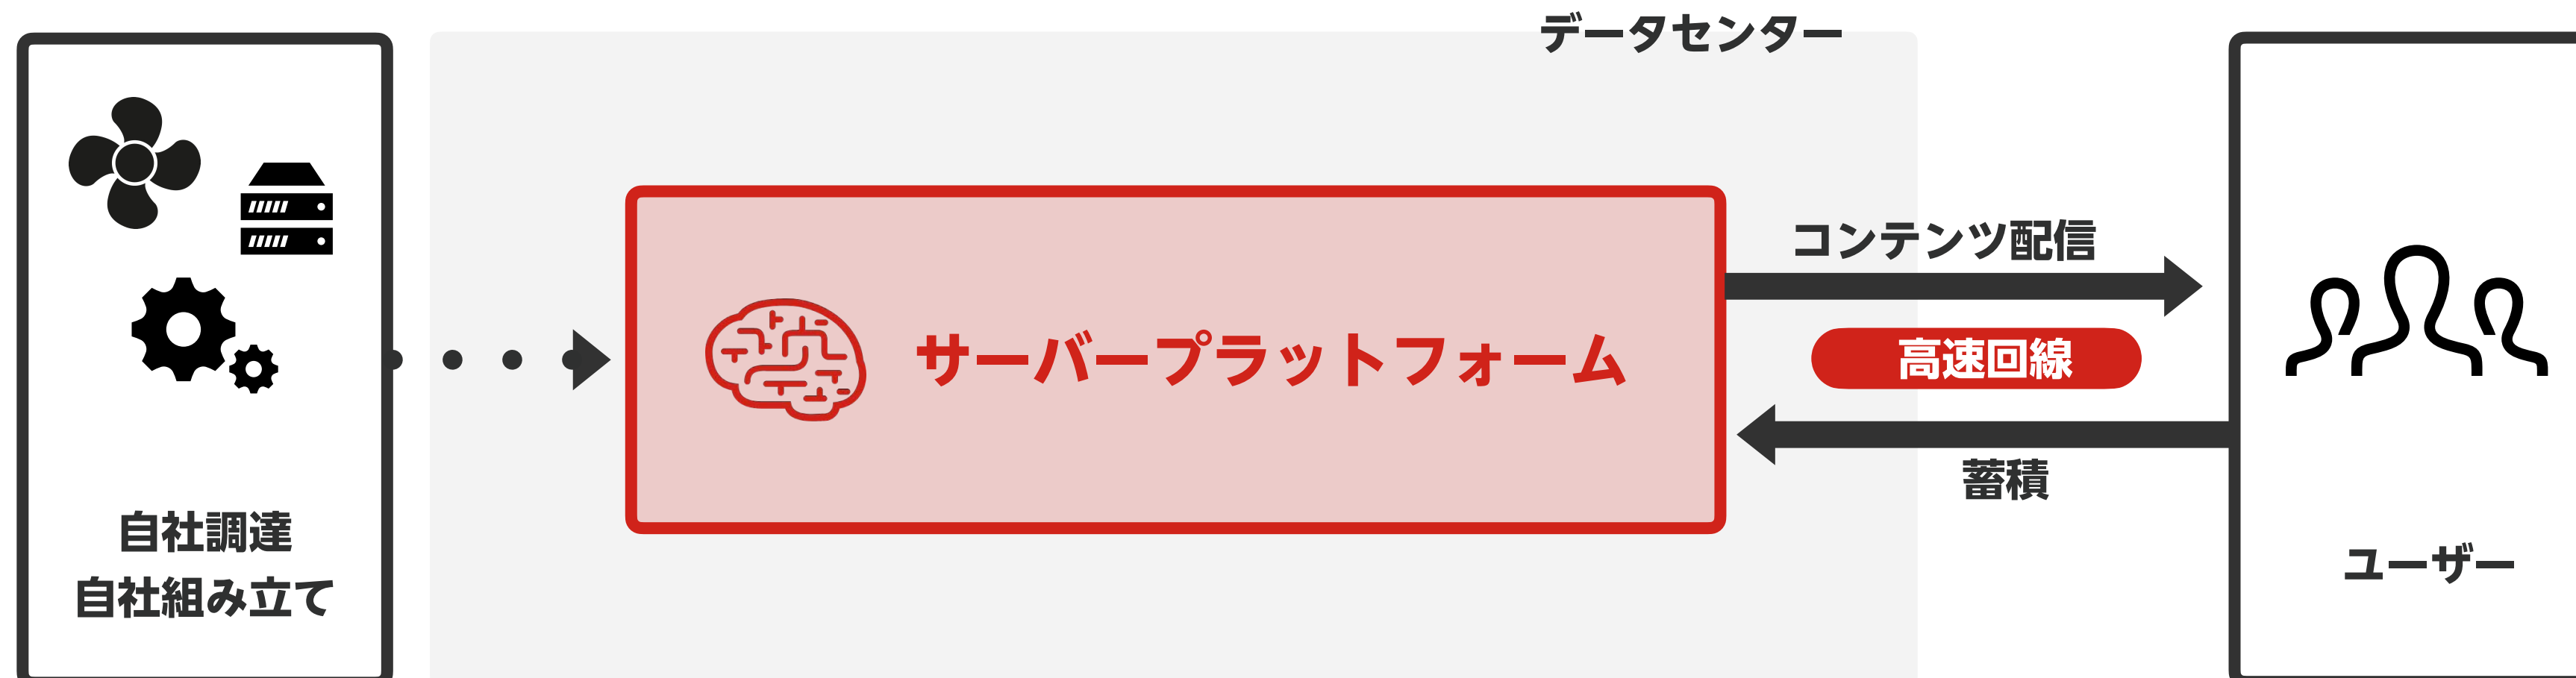 データセンター
自社調達
自社組み立て
サーバープラットフォーム
コンテンツ配信
高速回線
蓄積
ユーザー